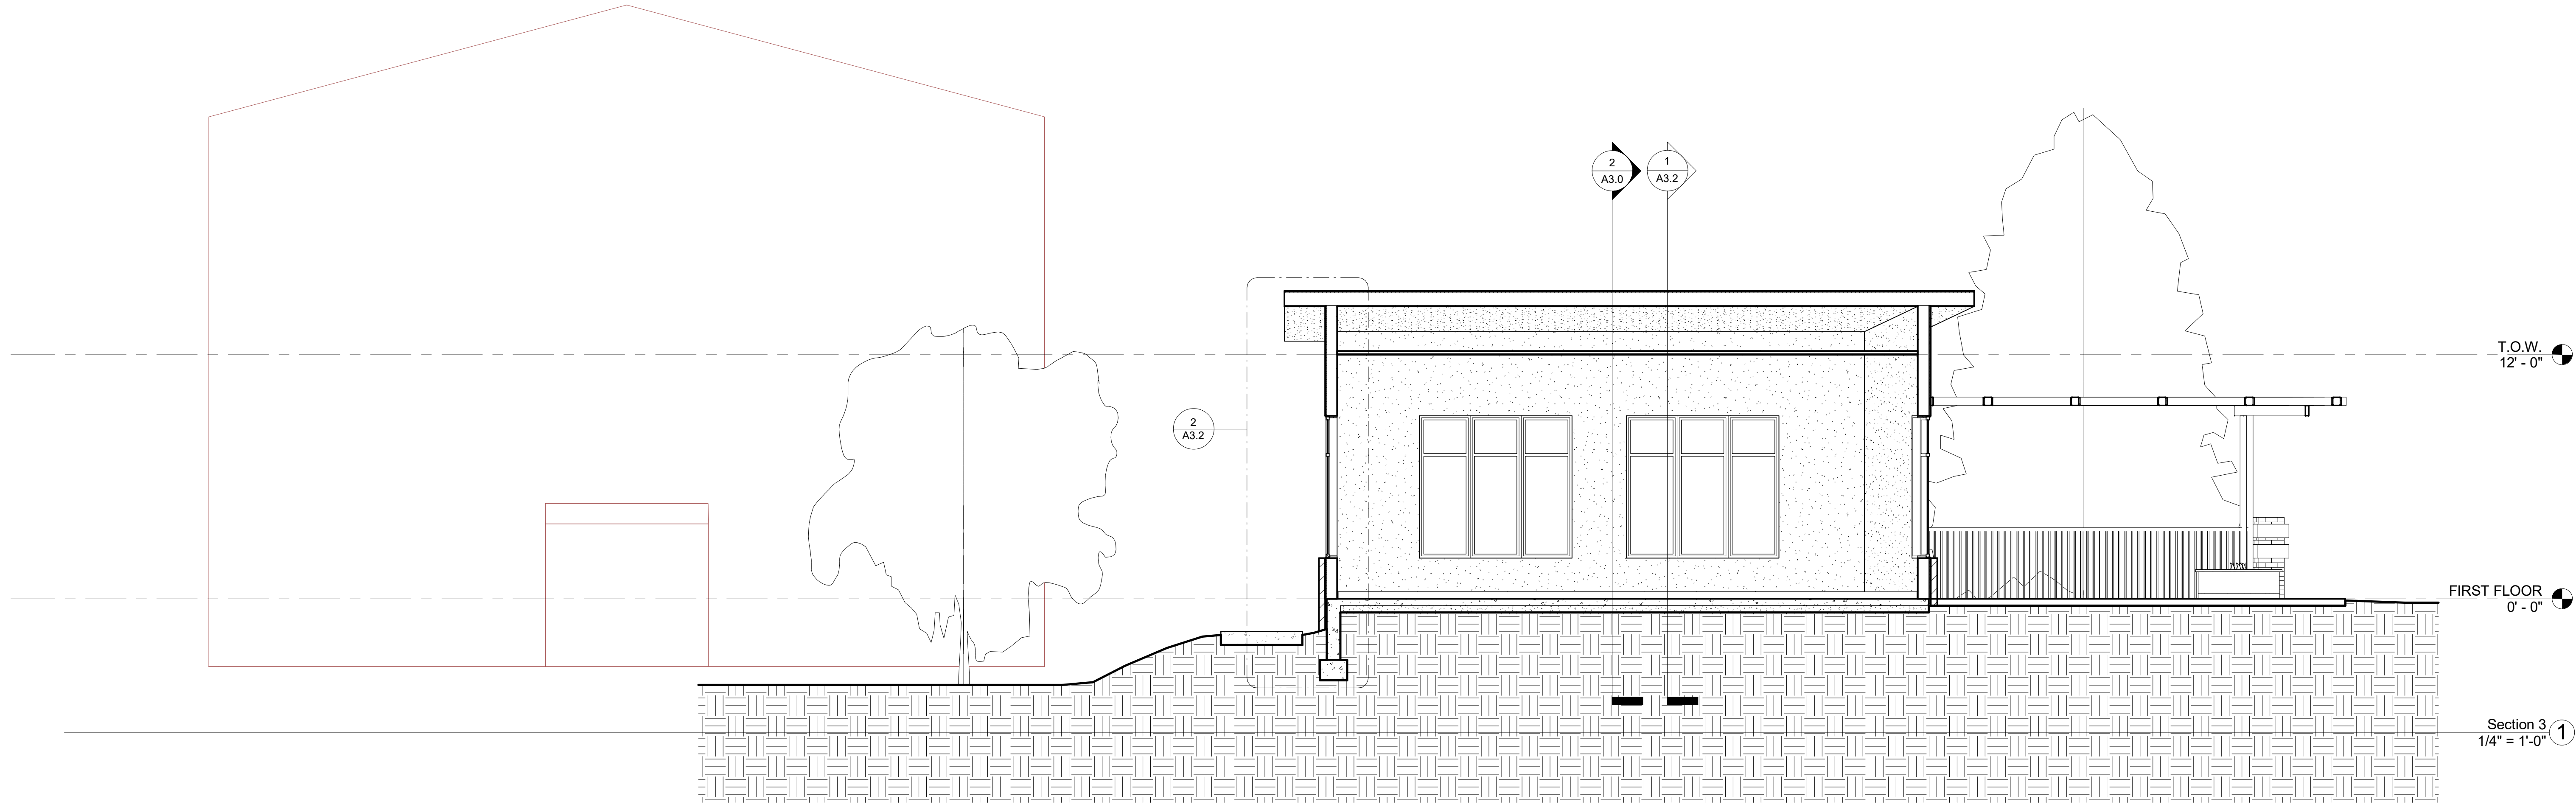 2
A3.0
1
A3.2
T.O.W.
12' - 0"
2
A3.2
FIRST FLOOR
0' - 0"
Section 3
1/4" = 1'-0"
1